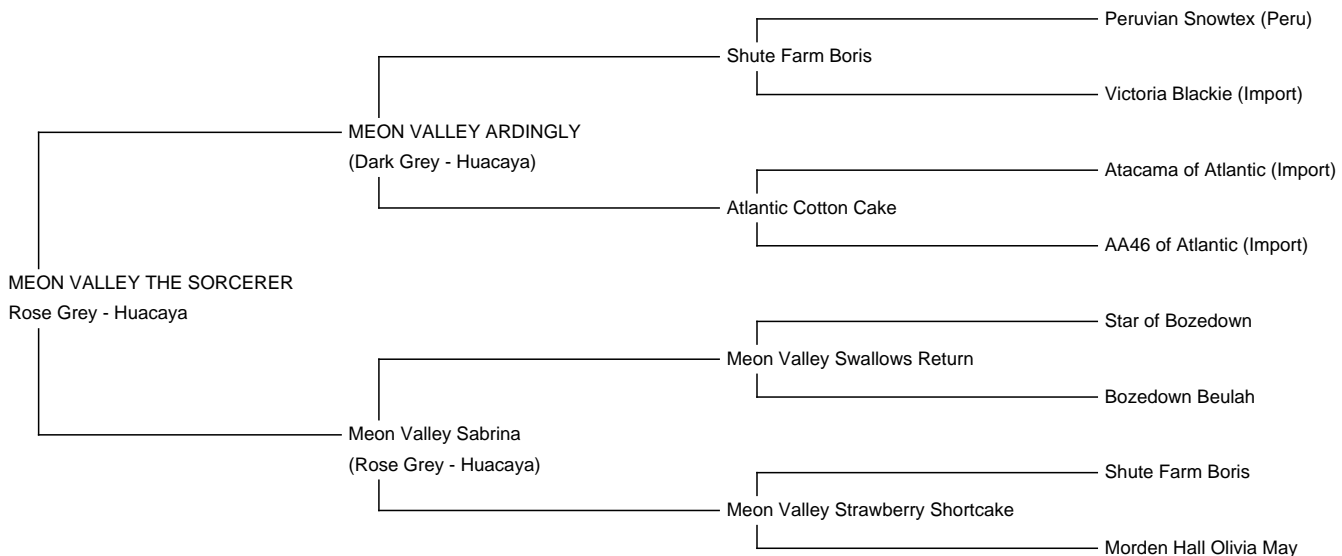 Peruvian Snowtex (Peru)
Shute Farm Boris
Victoria Blackie (Import)
MEON VALLEY ARDINGLY
(Dark Grey - Huacaya)
Atacama of Atlantic (Import)
Atlantic Cotton Cake
AA46 of Atlantic (Import)
MEON VALLEY THE SORCERER
Rose Grey - Huacaya
Star of Bozedown
Meon Valley Swallows Return
Bozedown Beulah
Meon Valley Sabrina
(Rose Grey - Huacaya)
Shute Farm Boris
Meon Valley Strawberry Shortcake
Morden Hall Olivia May